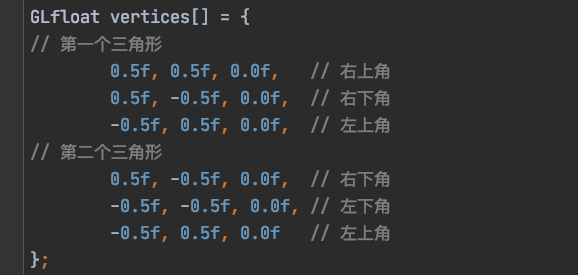 GLfloat vertices[] = {
// 第一个三角形
0.5f, 0.5f, 0.0f, // 右上角
0.5f, -0.5f, 0.0f, // 右下角
-0.5f, 0.5f, 0.0f, // 左上角
// 第二个三角形
0.5f, -0.5f, 0.0f, // 右下角
-0.5f, -0.5f, 0.0f, // 左下角
-0.5f, 0.5f, 0.0f // 左上角
};